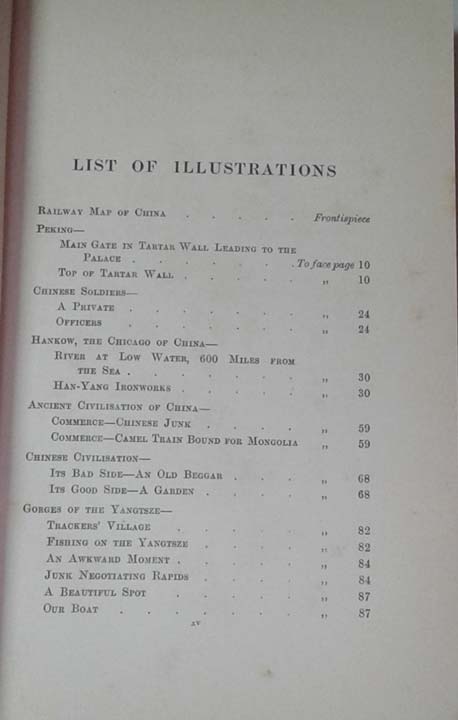 LIST OF ILLUSTRATIONS
RAILWAY MAP OF CHINA . . . . . Frontispiece
PEKING—
MAIN GATE IN TARTAR WALL LEADING TO THE
PALACE . . . . . . . To face page 10
TOP OF TARTAR WALL . . . . . „ 10
CHINESE SOLDIERS—
A PRIVATE . . . . . . . „ 24
OFFICERS . . . . . . „ 24
HANKOW, THE CHICAGO OF CHINA—
RIVER AT LOW WATER, 600 MILES FROM
THE SEA . . . . . . . „ 30
HAN-YANG IRONWORKS . . . . . „ 30
ANCIENT CIVILISATION OF CHINA—
COMMERCE—CHINESE JUNK . . . . „ 59
COMMERCE—CAMEL TRAIN BOUND FOR MONGOLIA „ 59
CHINESE CIVILISATION—
ITS BAD SIDE—AN OLD BEGGAR . . . „ 68
ITS GOOD SIDE—A GARDEN . . . . „ 68
GORGES OF THE YANGTSZE—
TRACKERS' VILLAGE . . . . . „ 82
FISHING ON THE YANGTSZE . . . . „ 82
AN AWKWARD MOMENT . . . . . „ 84
JUNK NEGOTIATING RAPIDS . . . . „ 84
A BEAUTIFUL SPOT . . . . . „ 87
OUR BOAT . . . . . . . „ 87
xv